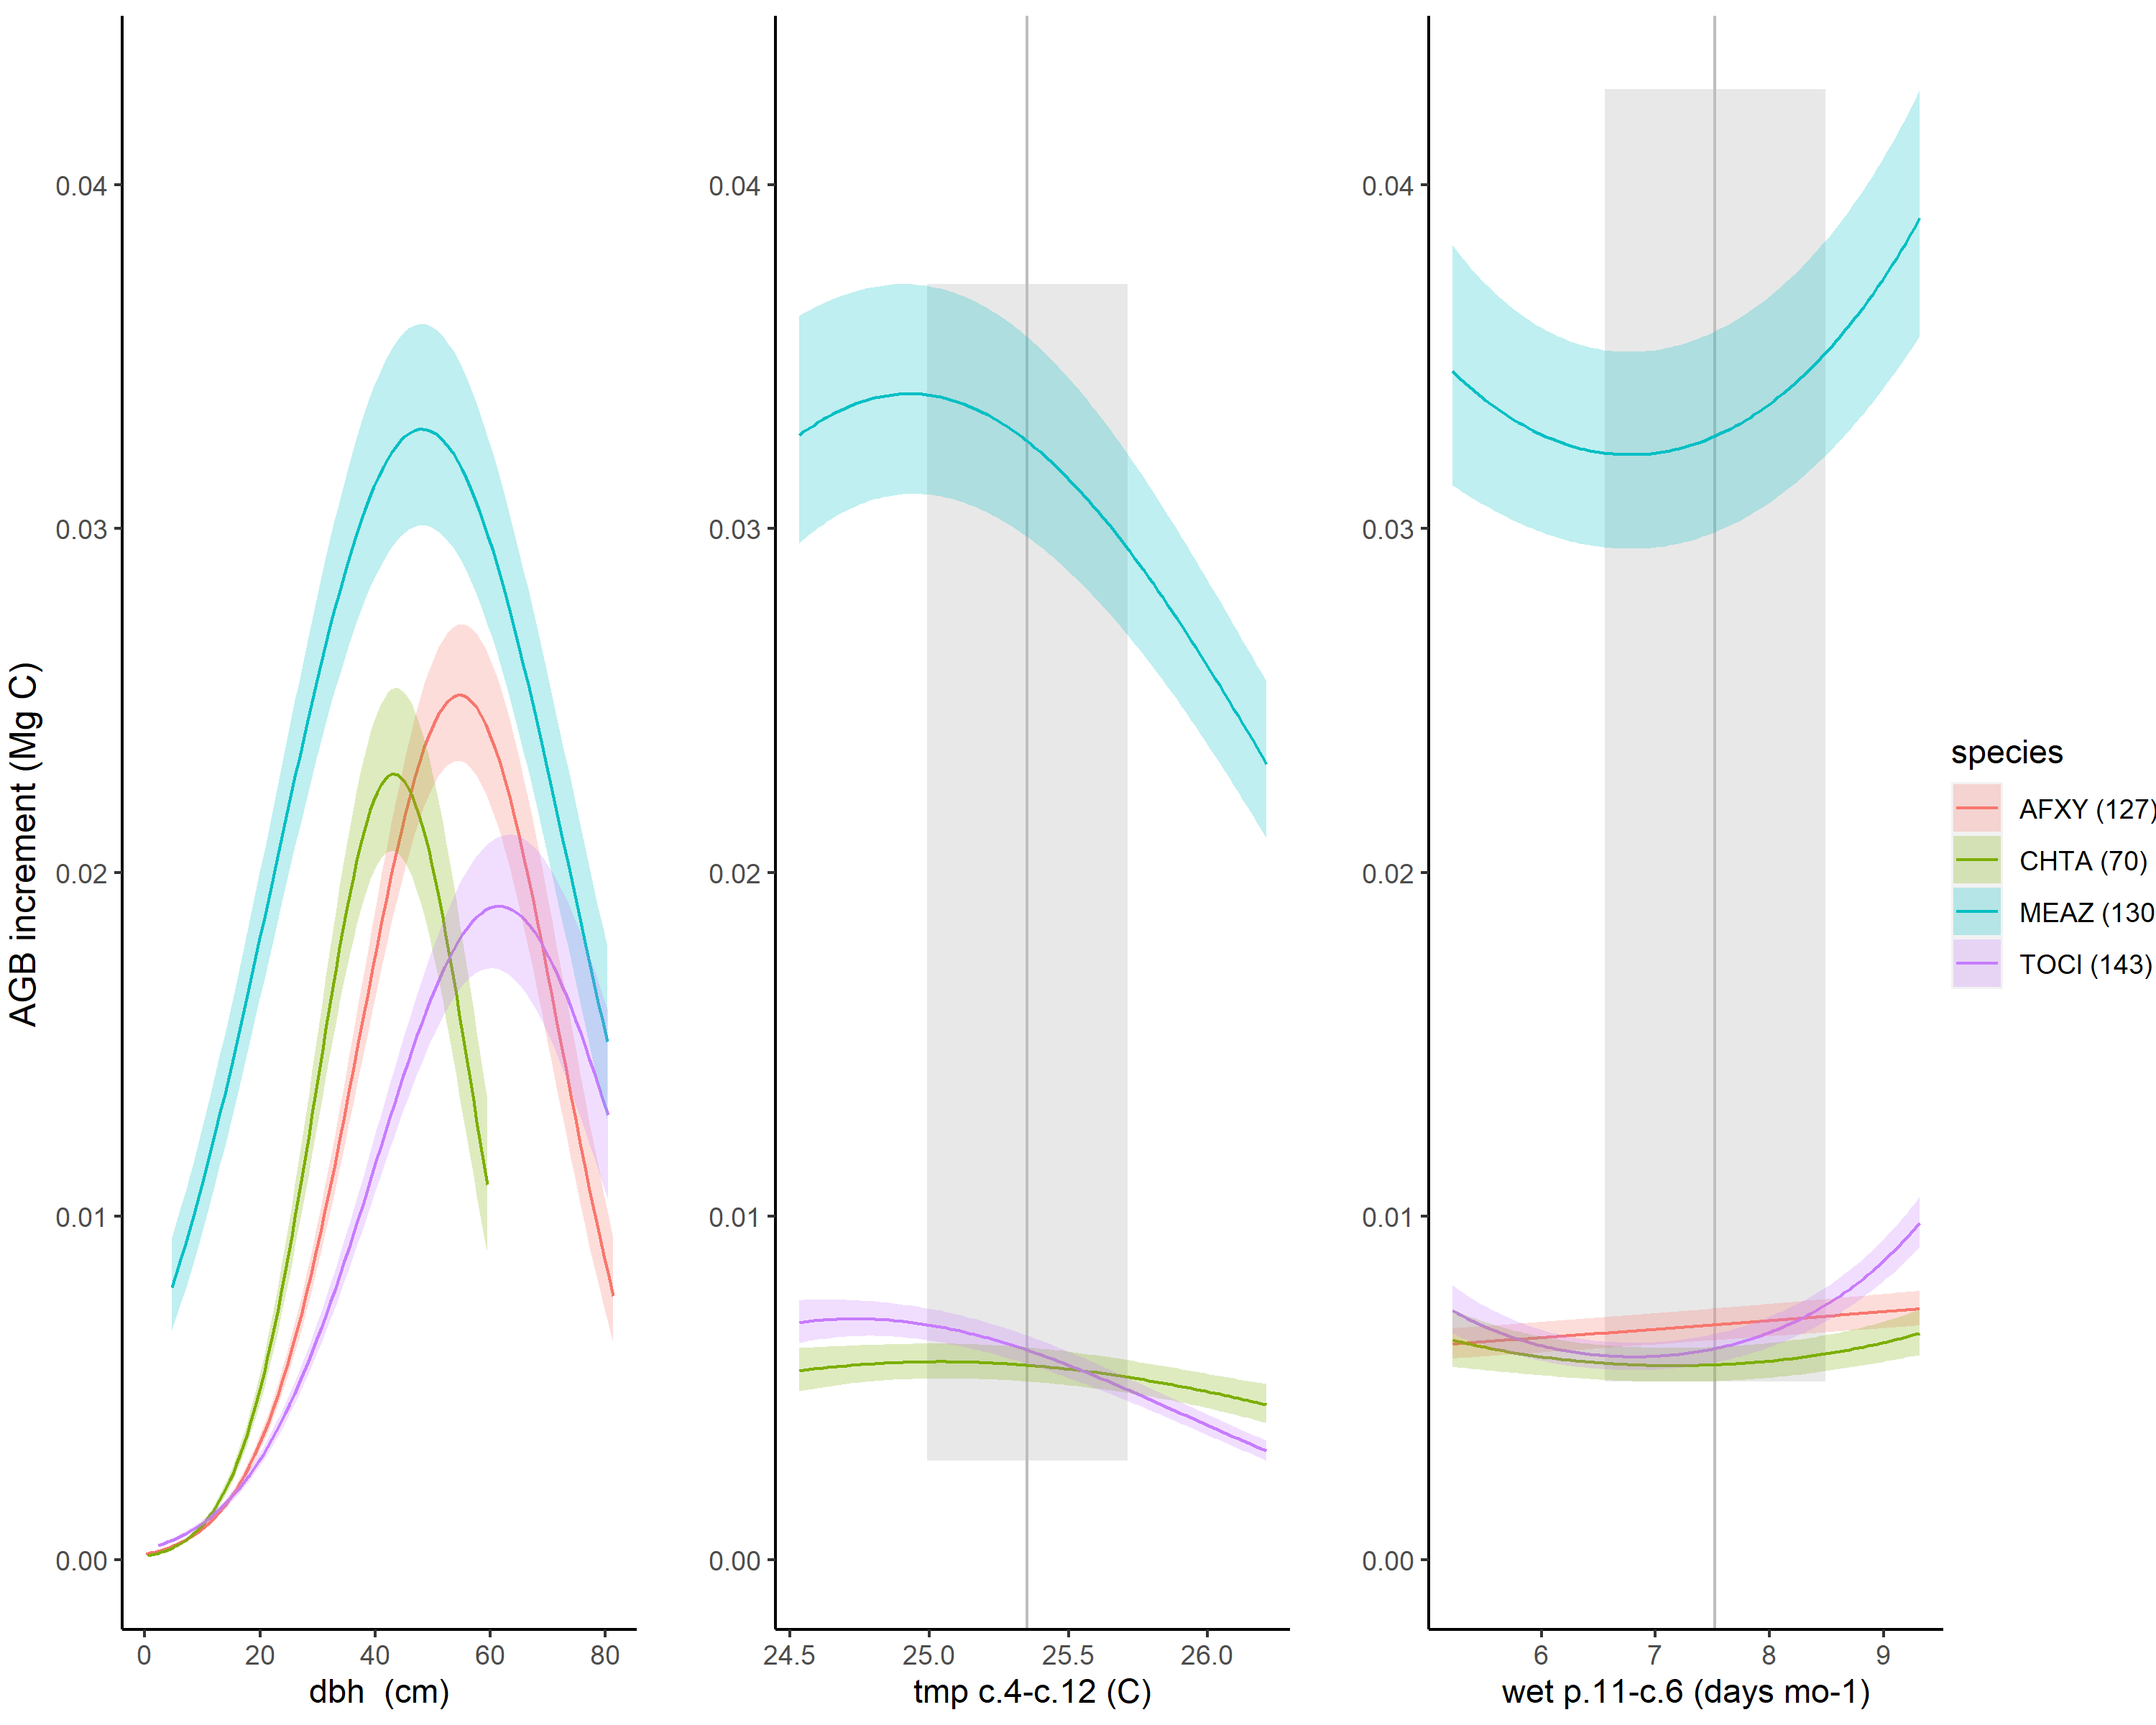 AGB increment (Mg C)
0.04
0.03
0.02
0.01
0.00
0 20 40 60 80
dbh (cm)
0.04
0.03
0.02
0.01
0.00
24.5 25.0 25.5 26.0
tmp c.4-c.12 (C)
0.04
0.03
0.02
0.01
0.00
6 7 8 9
wet p.11-c.6 (days mo-1)
species
AFXY (127)
CHTA (70)
MEAZ (130
TOCI (143)